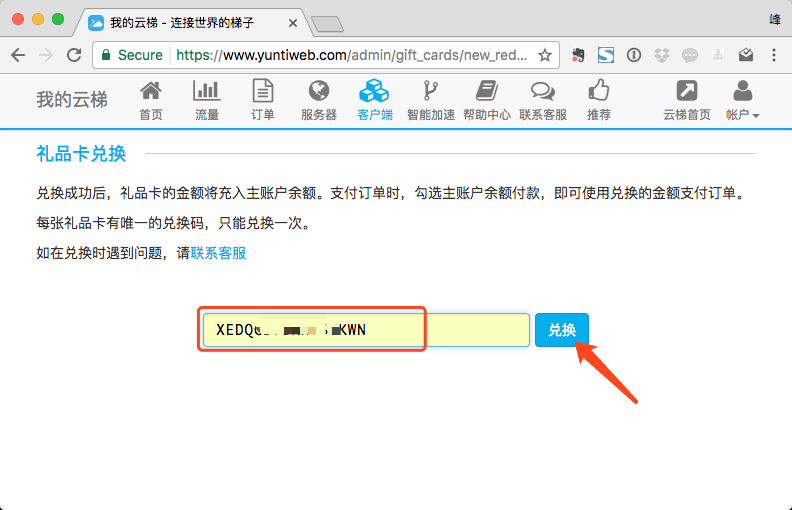 我的云梯 - 连接世界的梯子
峰
Secure https://www.yuntiweb.com/admin/gift_cards/new_red...
我的云梯 首页 流量 订单 服务器 客户端 智能加速 帮助中心 联系客服 推荐 云梯首页 帐户
礼品卡兑换
兑换成功后，礼品卡的金额将充入主账户余额。支付订单时，勾选主账户余额付款，即可使用兑换的金额支付订单。
每张礼品卡有唯一的兑换码，只能兑换一次。
如在兑换时遇到问题，请联系客服
兑换